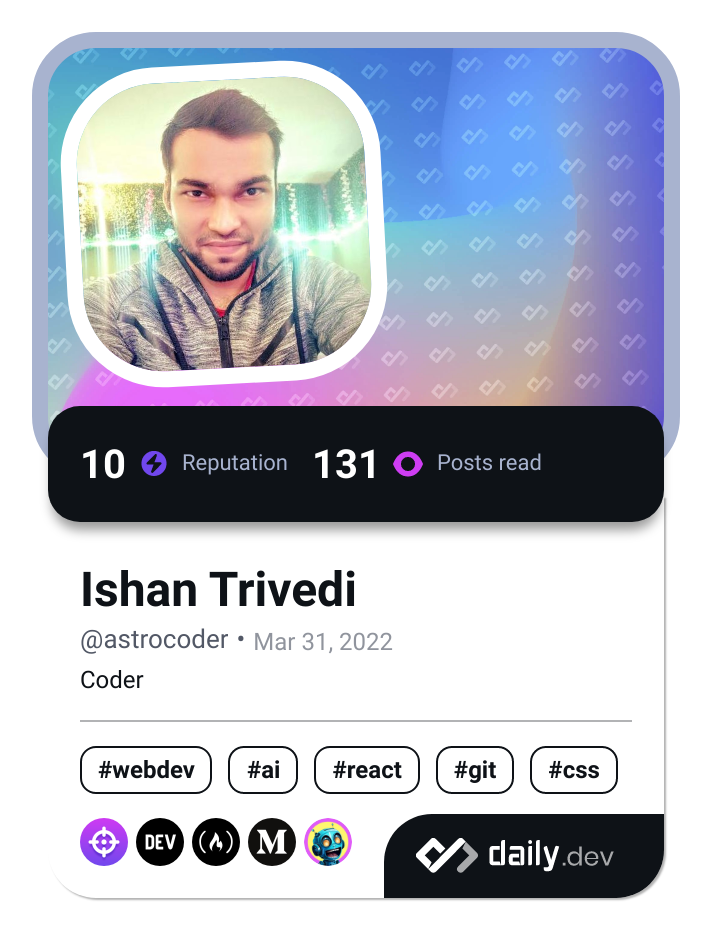 10 Reputation 131 Posts read
Ishan Trivedi
@astrocoder • Mar 31, 2022
Coder
#webdev #ai #react #git #css
DEV M daily.dev